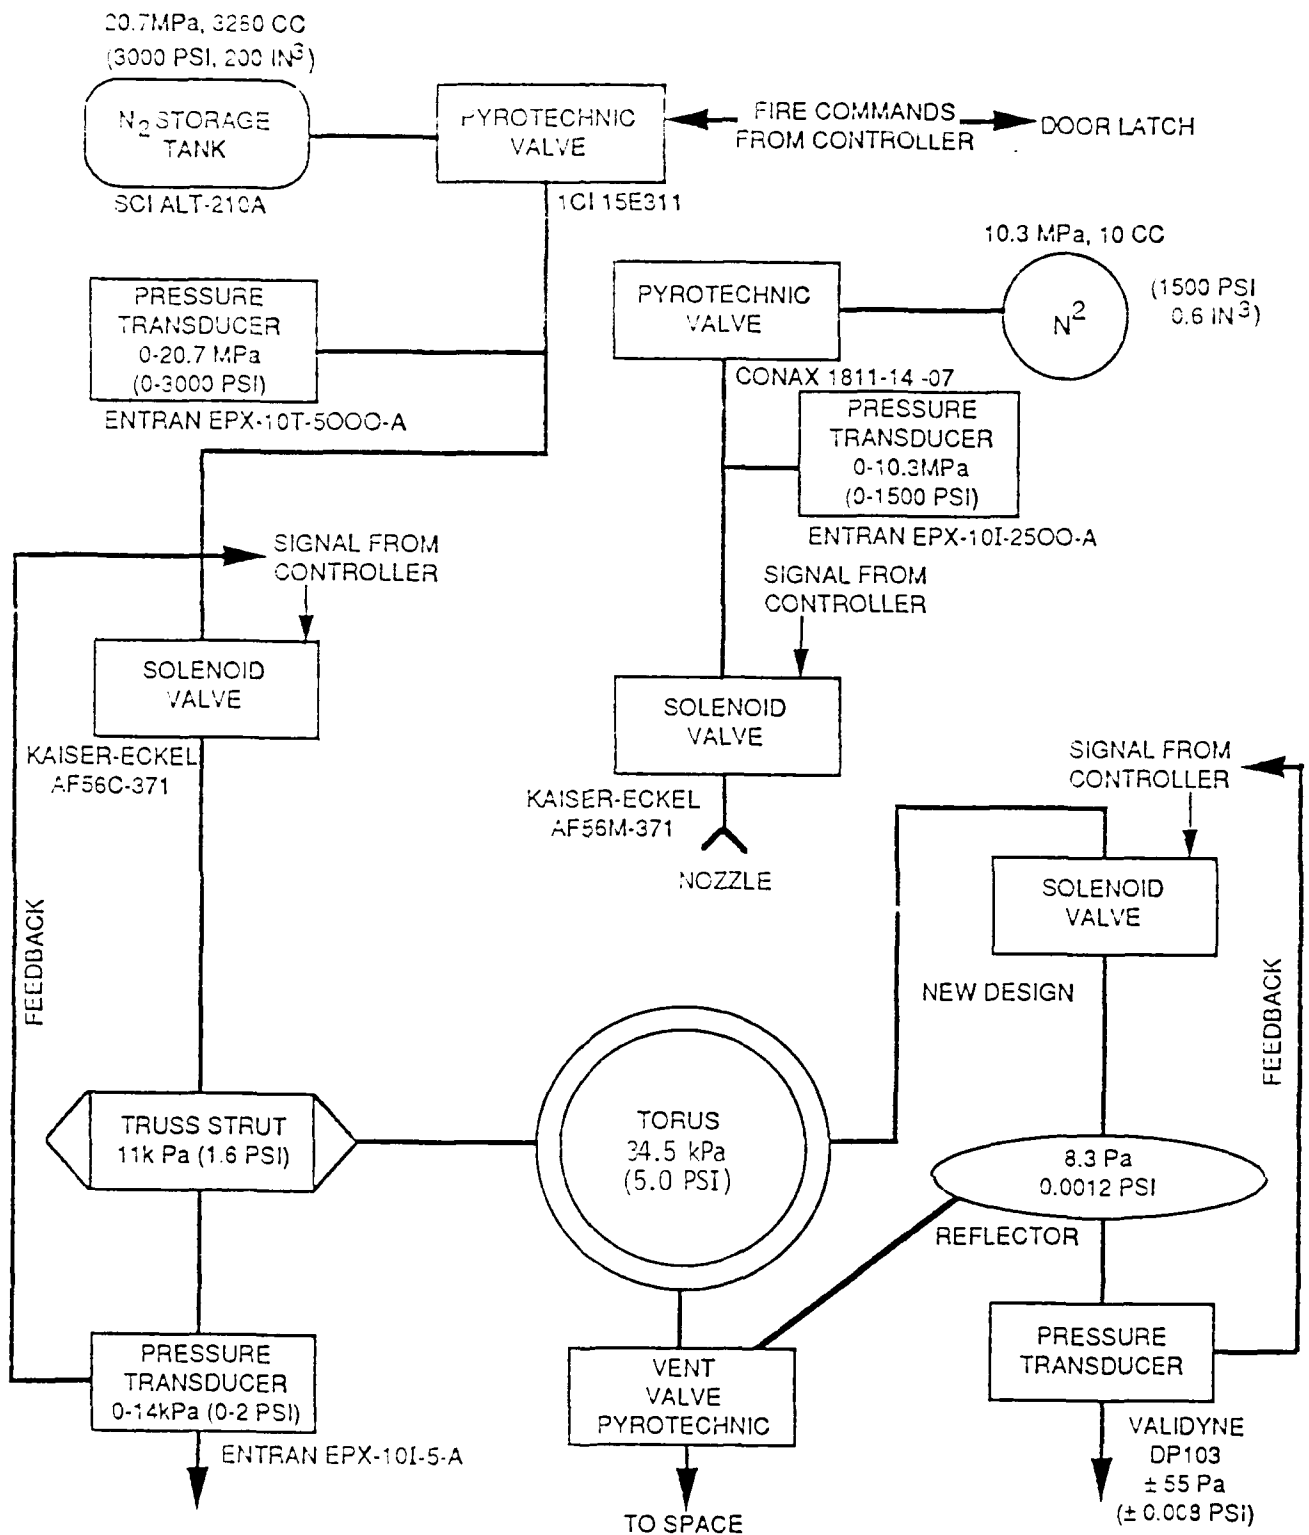 20.7MPa, 3280 CC
(3000 PSI, 200 IN3)
N2 STORAGE
TANK
SCI ALT-210A
PYROTECHNIC
VALVE
1CI 15E311
FIRE COMMANDS
FROM CONTROLLER
DOOR LATCH
10.3 MPa, 10 CC
(1500 PSI
0.6 IN3)
N2
PYROTECHNIC
VALVE
CONAX 1811-14 -07
PRESSURE
TRANSDUCER
0-20.7 MPa
(0-3000 PSI)
ENTRAN EPX-10T-5000-A
PRESSURE
TRANSDUCER
0-10.3MPa
(0-1500 PSI)
ENTRAN EPX-10I-2500-A
SIGNAL FROM
CONTROLLER
SOLENOID
VALVE
KAISER-ECKEL
AF56C-371
SIGNAL FROM
CONTROLLER
SOLENOID
VALVE
KAISER-ECKEL
AF56M-371
NOZZLE
SIGNAL FROM
CONTROLLER
SOLENOID
VALVE
NEW DESIGN
FEEDBACK
FEEDBACK
TRUSS STRUT
11k Pa (1.6 PSI)
TORUS
34.5 kPa
(5.0 PSI)
8.3 Pa
0.0012 PSI
REFLECTOR
PRESSURE
TRANSDUCER
0-14kPa (0-2 PSI)
ENTRAN EPX-10I-5-A
VENT
VALVE
PYROTECHNIC
TO SPACE
PRESSURE
TRANSDUCER
VALIDYNE
DP103
± 55 Pa
(± 0.008 PSI)